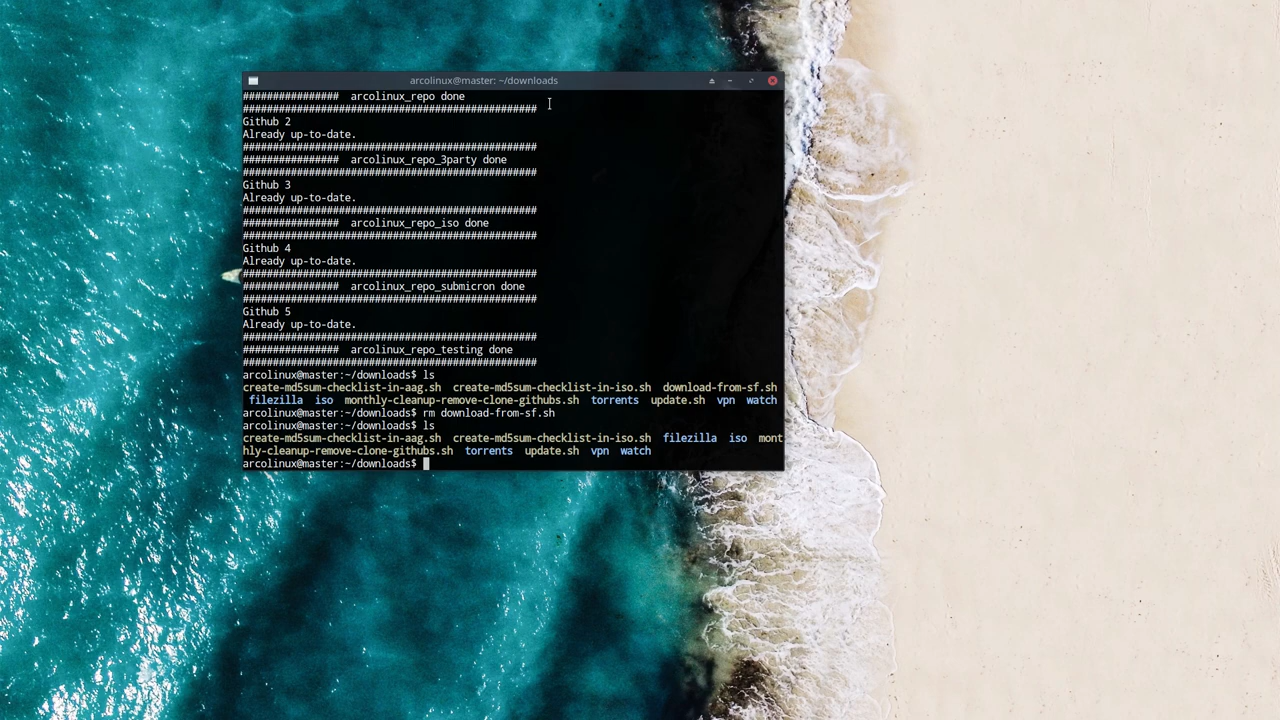 arcolinux@master: ~/downloads
############### arcolinux_repo done
#################################################
Github 2
Already up-to-date.
#################################################
################ arcolinux_repo_3party done
#################################################
Github 3
Already up-to-date.
#################################################
################ arcolinux_repo_iso done
#################################################
Github 4
Already up-to-date.
#################################################
################ arcolinux_repo_submicron done
#################################################
Github 5
Already up-to-date.
#################################################
################ arcolinux_repo_testing done
#################################################
arcolinux@master:~/downloads$ ls
create-md5sum-checklist-in-aag.sh create-md5sum-checklist-in-iso.sh download-from-sf.sh
filezilla iso monthly-cleanup-remove-clone-githubs.sh torrents update.sh vpn watch
arcolinux@master:~/downloads$ rm download-from-sf.sh
arcolinux@master:~/downloads$ ls
create-md5sum-checklist-in-aag.sh create-md5sum-checklist-in-iso.sh filezilla iso mont
hly-cleanup-remove-clone-githubs.sh torrents update.sh vpn watch
arcolinux@master:~/downloads$